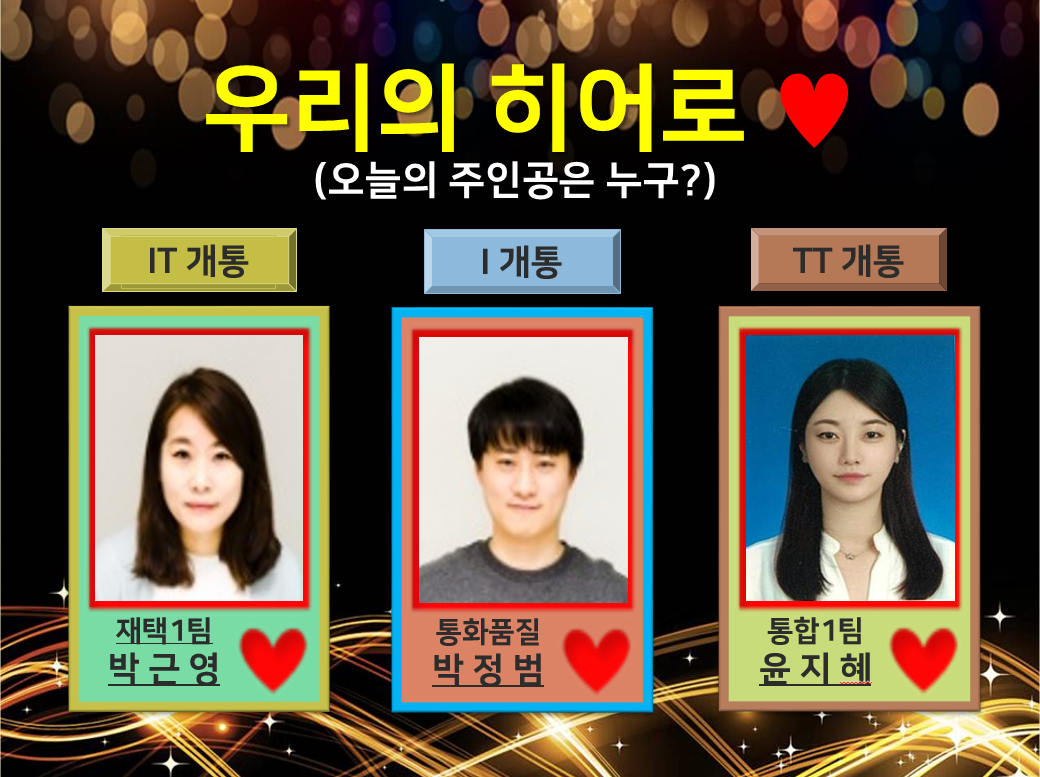 우리의 히어로 ♥
(오늘의 주인공은 누구?)
IT 개통
I 개통
TT 개통
재택1팀
박 근 영
통화품질
박 정 범
통합1팀
윤 지 혜